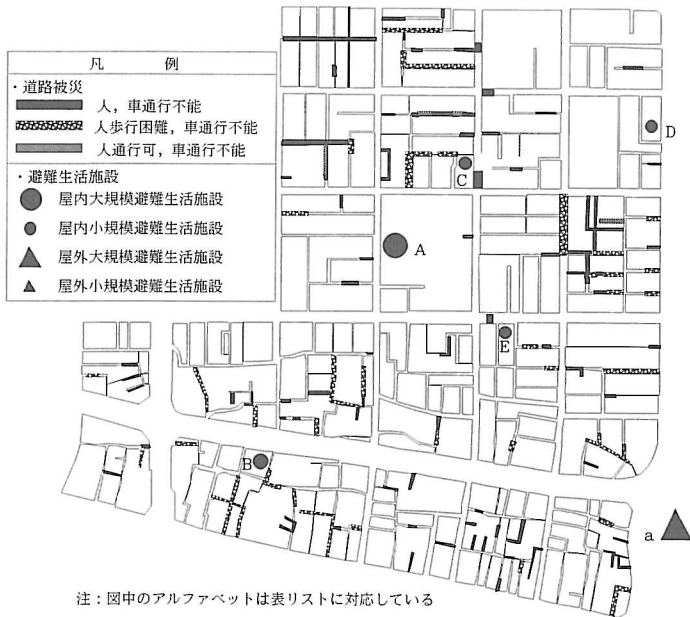 凡　　　例
・道路被災
人，車通行不能
人歩行困難，車通行不能
人通行可，車通行不能
・避難生活施設
屋内大規模避難生活施設
屋内小規模避難生活施設
屋外大規模避難生活施設
屋外小規模避難生活施設
D
C
A
E
B
a
注：図中のアルファベットは表リストに対応している